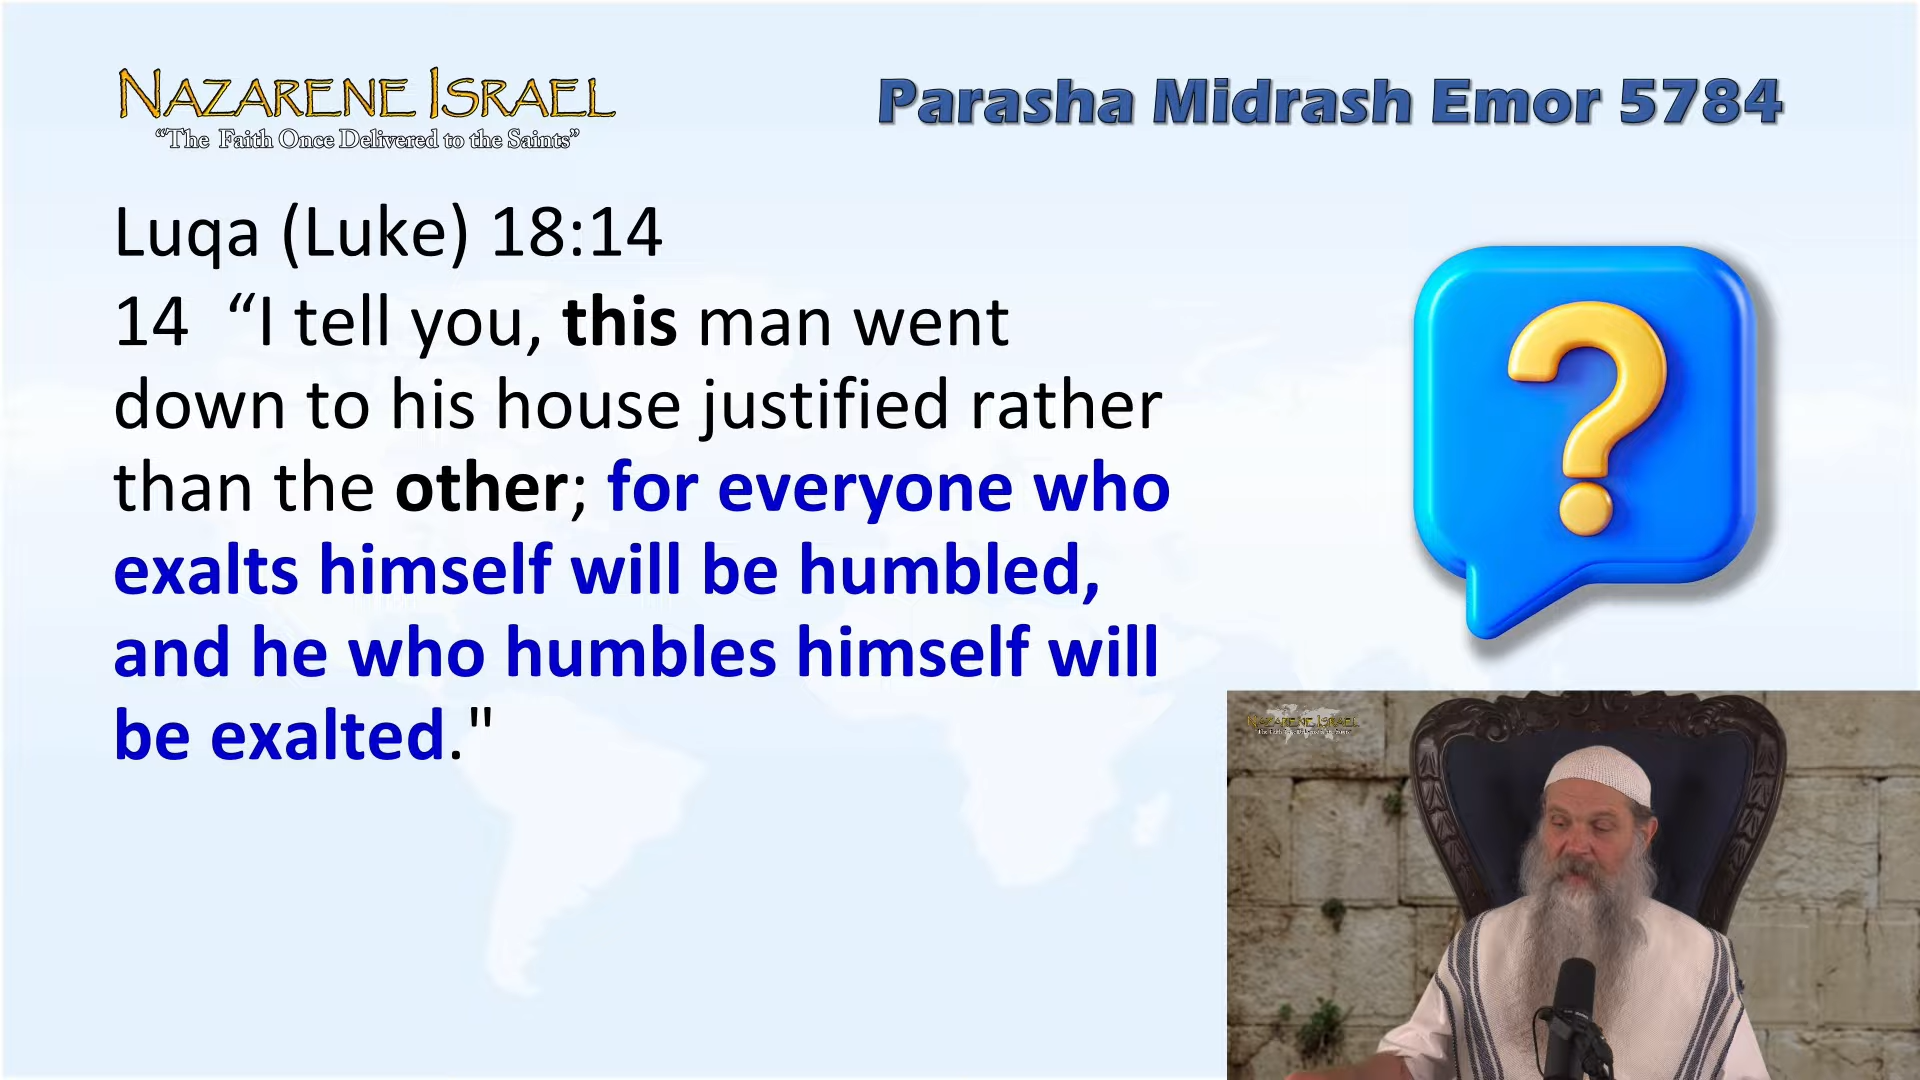 NAZARENE ISRAEL
“The Faith Once Delivered to the Saints”
Parasha Midrash Emor 5784
Luqa (Luke) 18:14
14 “I tell you, this man went
down to his house justified rather
than the other; for everyone who
exalts himself will be humbled,
and he who humbles himself will
be exalted."
NAZARENE ISRAEL